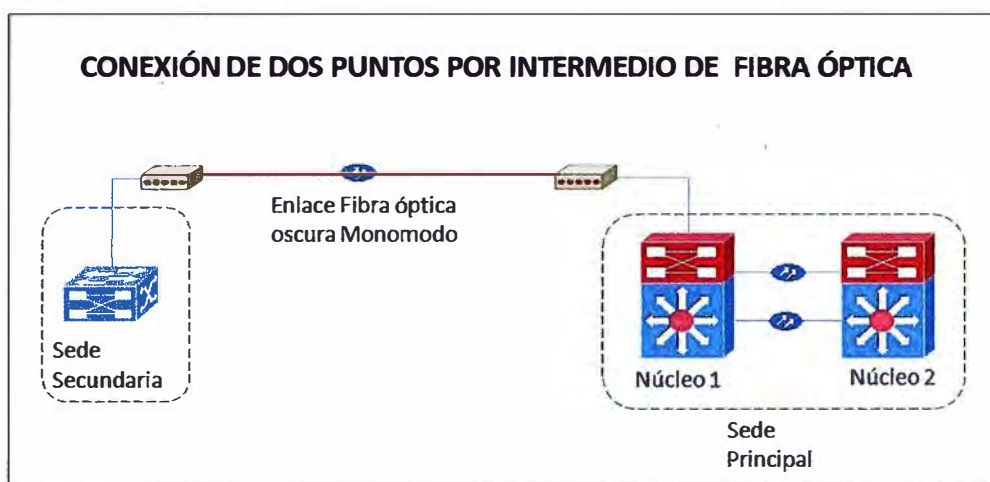 CONEXIÓN DE DOS PUNTOS POR INTERMEDIO DE FIBRA ÓPTICA
Enlace Fibra óptica
oscura Monomodo
Sede
Secundaria
Núcleo 1
Núcleo 2
Sede
Principal